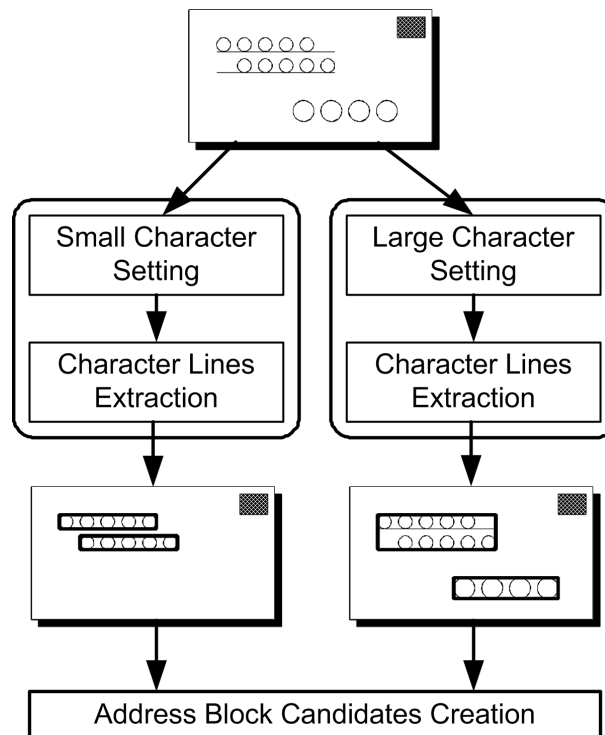 Small Character
Setting
Large Character
Setting
Character Lines
Extraction
Character Lines
Extraction
Address Block Candidates Creation